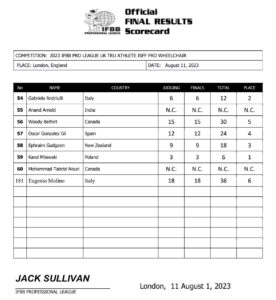 Official
FINAL RESULTS
Scorecard
IFBB
PROFESSIONAL LEAGUE
COMPETITION: 2023 IFBB PRO LEAGUE UK TRU ATHLETE EMF PRO WHEELCHAIR
PLACE: London, England DATE: August 11, 2023
No NAME COUNTRY JUDGING FINALS TOTAL PLACE
54 Gabriele Andriulli Italy 6 6 12 2
55 Anand Arnold India N.C. N.C. N.C. N.C.
56 Woody Belfort Canada 15 15 30 5
57 Oscar Gonzalez Gil Spain 12 12 24 4
58 Ephraim Gudgeon New Zealand 9 9 18 3
59 Karol Milewski Poland 3 3 6 1
60 Mohammad Tabrizi Nouri Canada N.C. N.C. N.C. N.C.
181 Eugenio Molino Italy 18 18 36 6
JACK SULLIVAN
IFBB PROFESSIONAL LEAGUE
London, 11 August 1, 2023